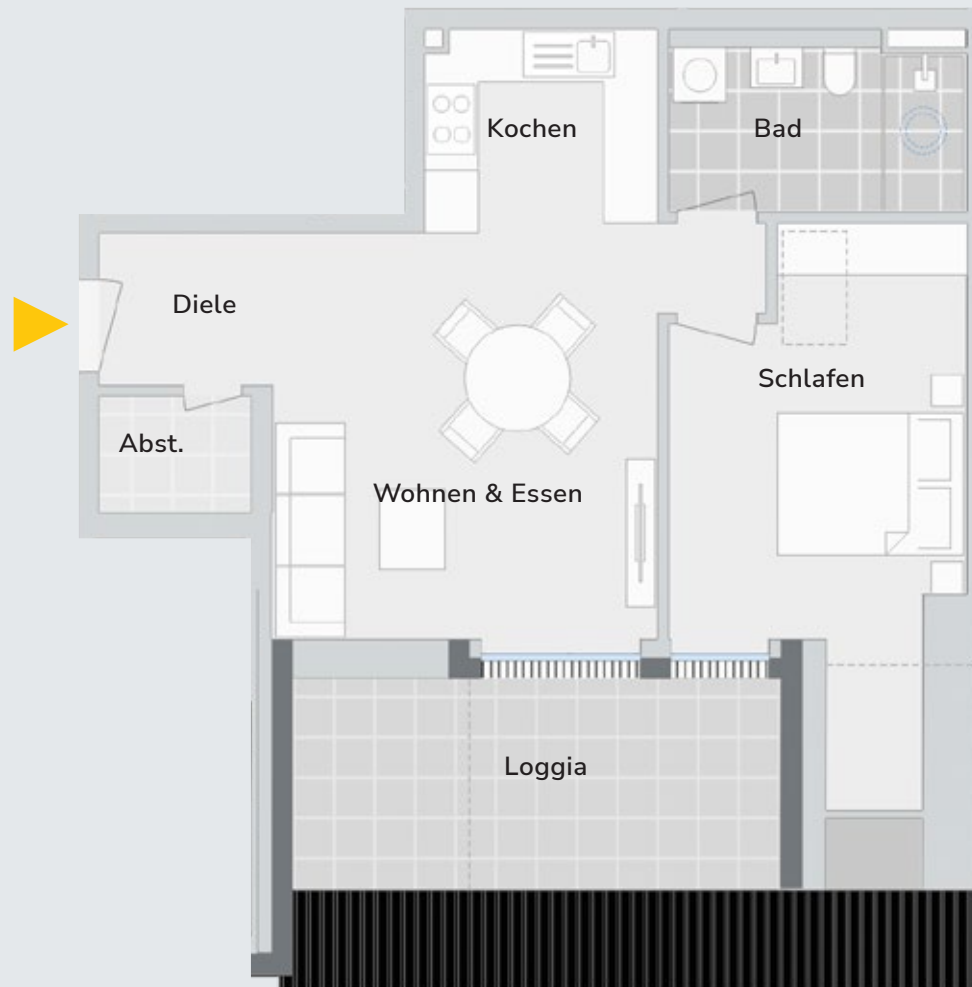 Kochen
Bad
Diele
Schlafen
Abst.
Wohnen & Essen
Loggia